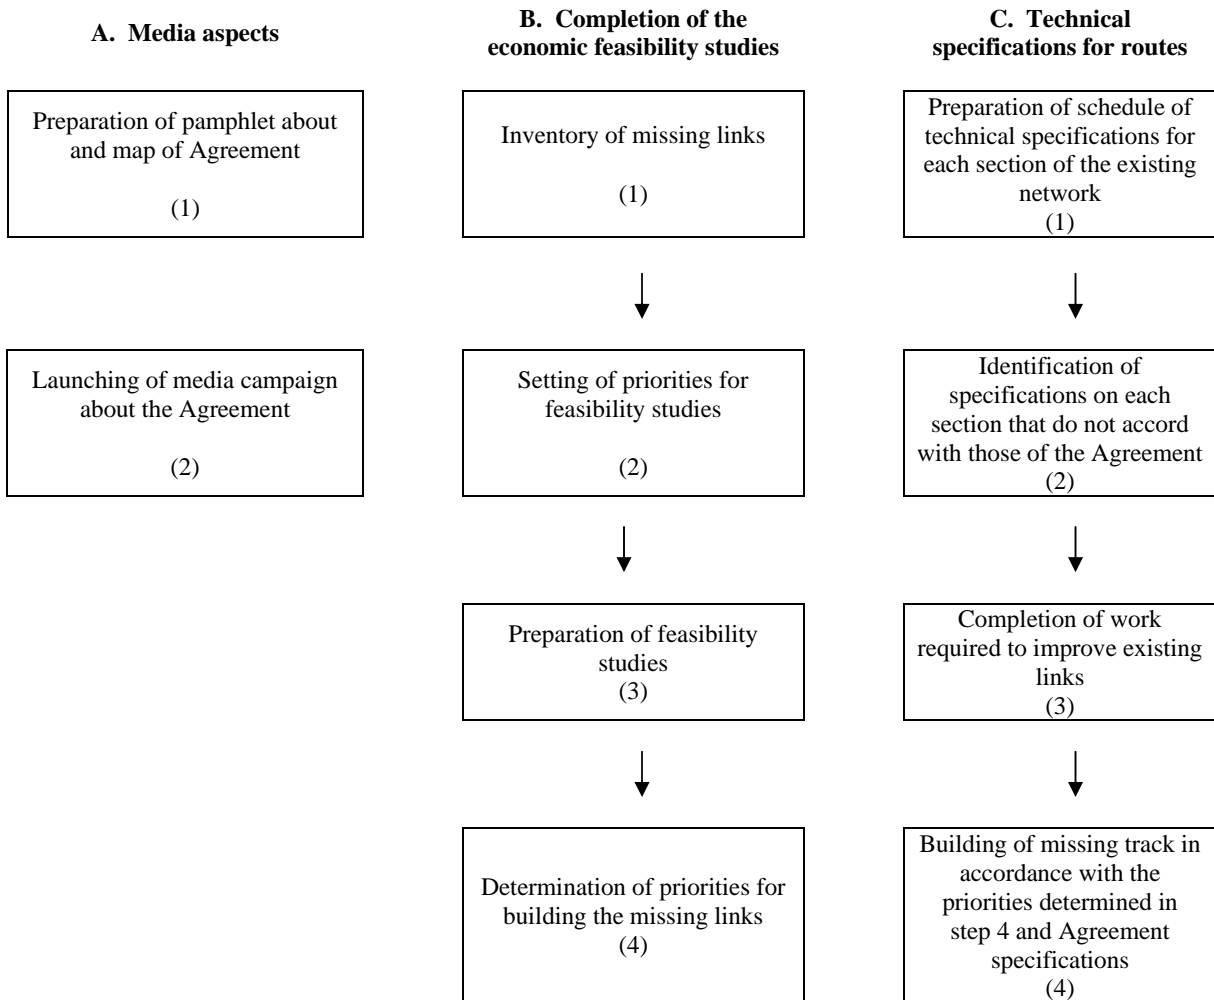 A. Media aspects
B. Completion of the
economic feasibility studies
C. Technical
specifications for routes
Preparation of pamphlet about
and map of Agreement
(1)
Inventory of missing links
(1)
Preparation of schedule of
technical specifications for
each section of the existing
network
(1)
Launching of media campaign
about the Agreement
(2)
Setting of priorities for
feasibility studies
(2)
Identification of
specifications on each
section that do not accord
with those of the Agreement
(2)
Preparation of feasibility
studies
(3)
Completion of work
required to improve existing
links
(3)
Determination of priorities for
building the missing links
(4)
Building of missing track in
accordance with the
priorities determined in
step 4 and Agreement
specifications
(4)